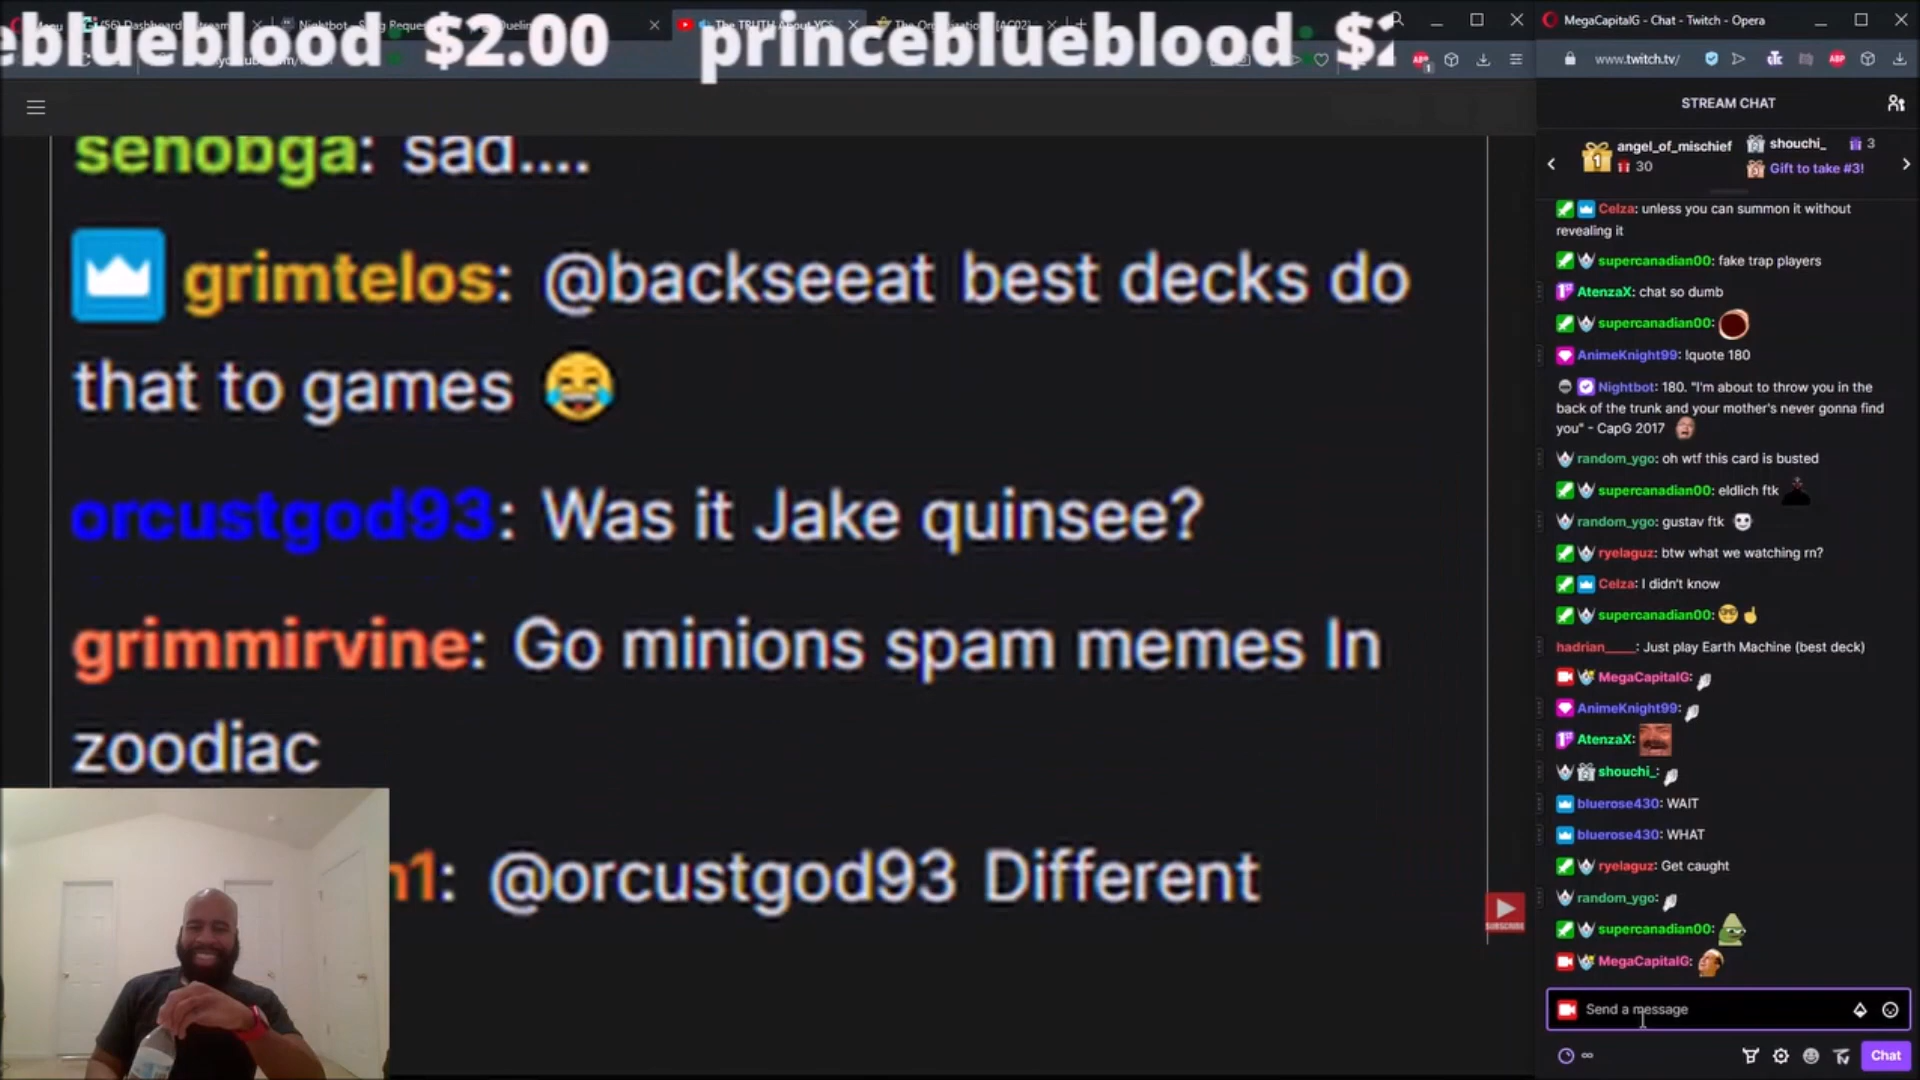 eblueblood $2.00 princeblueblood $2
The TRUTH About YCS
MegaCapitalG - Chat - Twitch - Opera
www.twitch.tv/
STREAM CHAT
angel_of_mischief
30
shouchi_ 3
Gift to take #3!
senobga: sad....
grimtelos: @backseeat best decks do
that to games 😂
orcustgod93: Was it Jake quinsee?
grimmirvine: Go minions spam memes In
zoodiac
n1: @orcustgod93 Different
SUBSCRIBE
Celza: unless you can summon it without
revealing it
supercanadian00: fake trap players
AtenzaX: chat so dumb
supercanadian00:
AnimeKnight99: !quote 180
Nightbot: 180. "I'm about to throw you in the
back of the trunk and your mother's never gonna find
you" - CapG 2017
random_ygo: oh wtf this card is busted
supercanadian00: eldlich ftk
random_ygo: gustav ftk
ryelaguz: btw what we watching rn?
Celza: I didn't know
supercanadian00: 🤓☝
hadrian_____: Just play Earth Machine (best deck)
MegaCapitalG:
AnimeKnight99:
AtenzaX:
shouchi_:
bluerose430: WAIT
bluerose430: WHAT
ryelaguz: Get caught
random_ygo:
supercanadian00:
MegaCapitalG:
Send a message
Chat